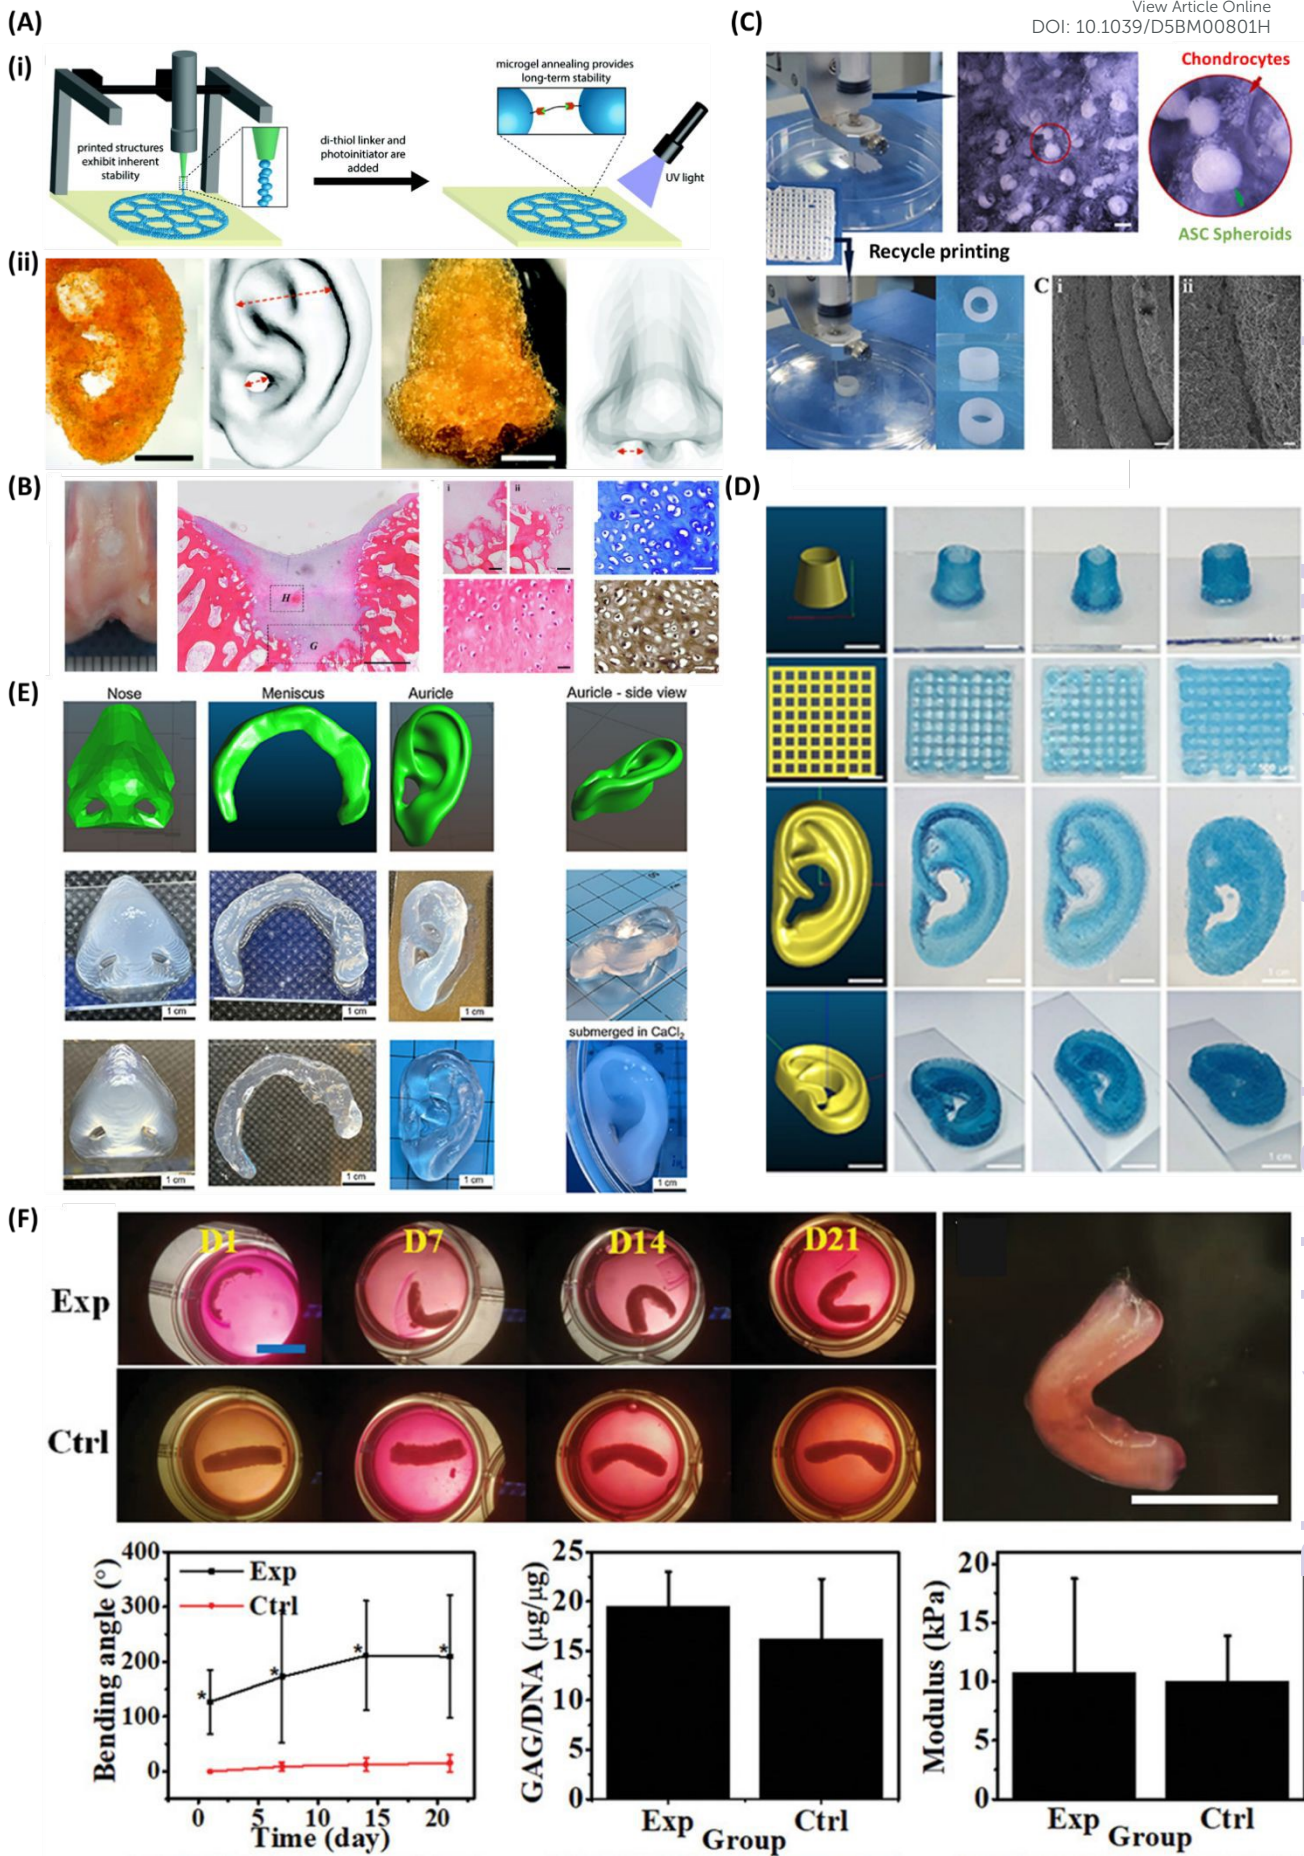 View Article Online
DOI: 10.1039/D5BM00801H
(A)
(i)
printed structures
exhibit inherent
stability
di-thiol linker and
photoinitiator are
added
microgel annealing provides
long-term stability
UV light
(ii)
(B)
i
ii
H
G
(C)
Chondrocytes
ASC Spheroids
Recycle printing
C
i
ii
(D)
1 cm
500 µm
1 cm
1 cm
(E)
Nose
Meniscus
Auricle
Auricle - side view
1 cm
1 cm
1 cm
submerged in CaCl₂
1 cm
1 cm
1 cm
1 cm
(F)
D1
D7
D14
D21
Exp
Ctrl
400
300
200
100
0
Bending angle (°)
Exp
Ctrl
*
*
*
*
0
5
10
15
20
Time (day)
25
20
15
10
5
0
GAG/DNA (µg/µg)
Exp
Ctrl
Group
20
15
10
5
0
Modulus (kPa)
Exp
Ctrl
Group